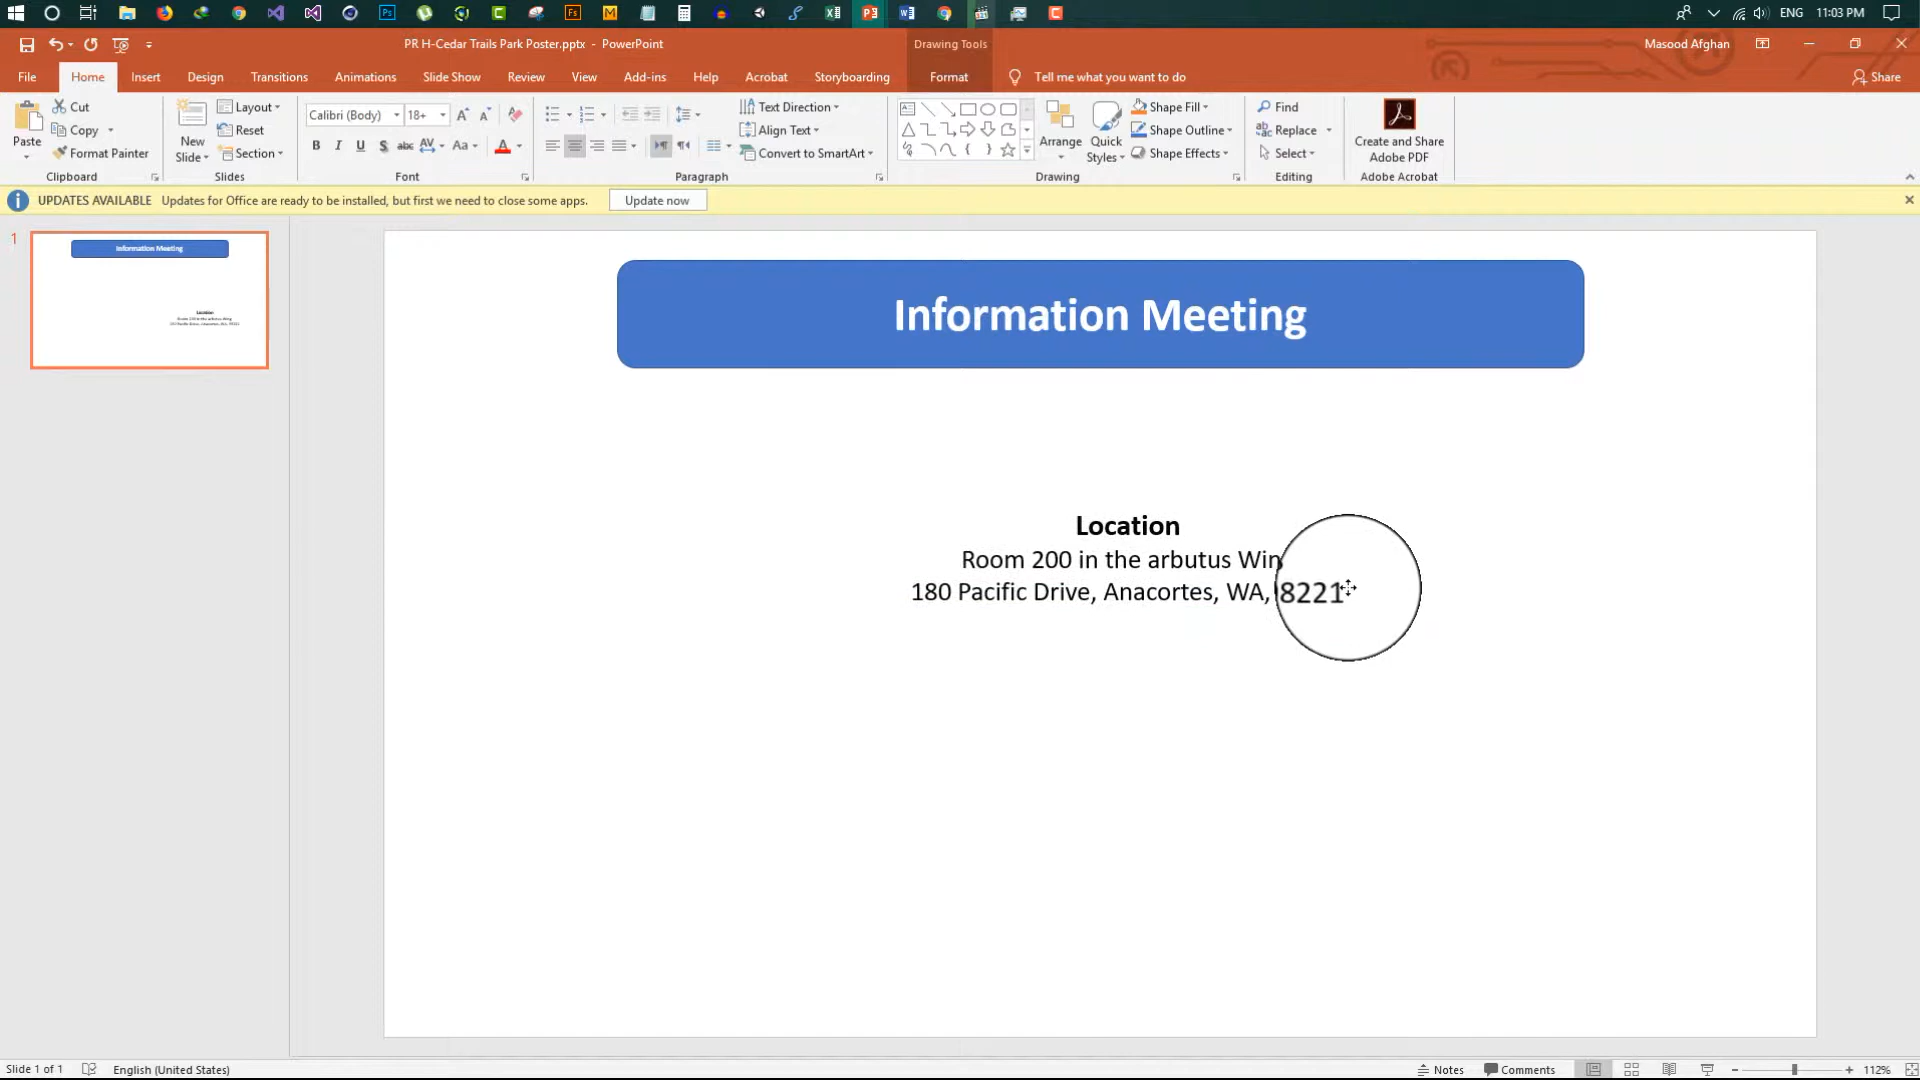 ENG 11:03 PM
PR H-Cedar Trails Park Poster.pptx - PowerPoint
Drawing Tools
Masood Afghan
File Home Insert Design Transitions Animations Slide Show Review View Add-ins Help Acrobat Storyboarding Format Tell me what you want to do Share
Paste
Cut
Copy
Format Painter
Clipboard
New Slide
Layout
Reset
Section
Slides
Calibri (Body) 18+
Font
Text Direction
Align Text
Convert to SmartArt
Paragraph
Arrange
Quick Styles
Shape Fill
Shape Outline
Shape Effects
Drawing
Find
Replace
Select
Editing
Create and Share
Adobe PDF
Adobe Acrobat
UPDATES AVAILABLE Updates for Office are ready to be installed, but first we need to close some apps. Update now
1
Information Meeting
Location
Information Meeting
Location
Room 200 in the arbutus Win
180 Pacific Drive, Anacortes, WA, 8221
Slide 1 of 1 English (United States) Notes Comments 112%